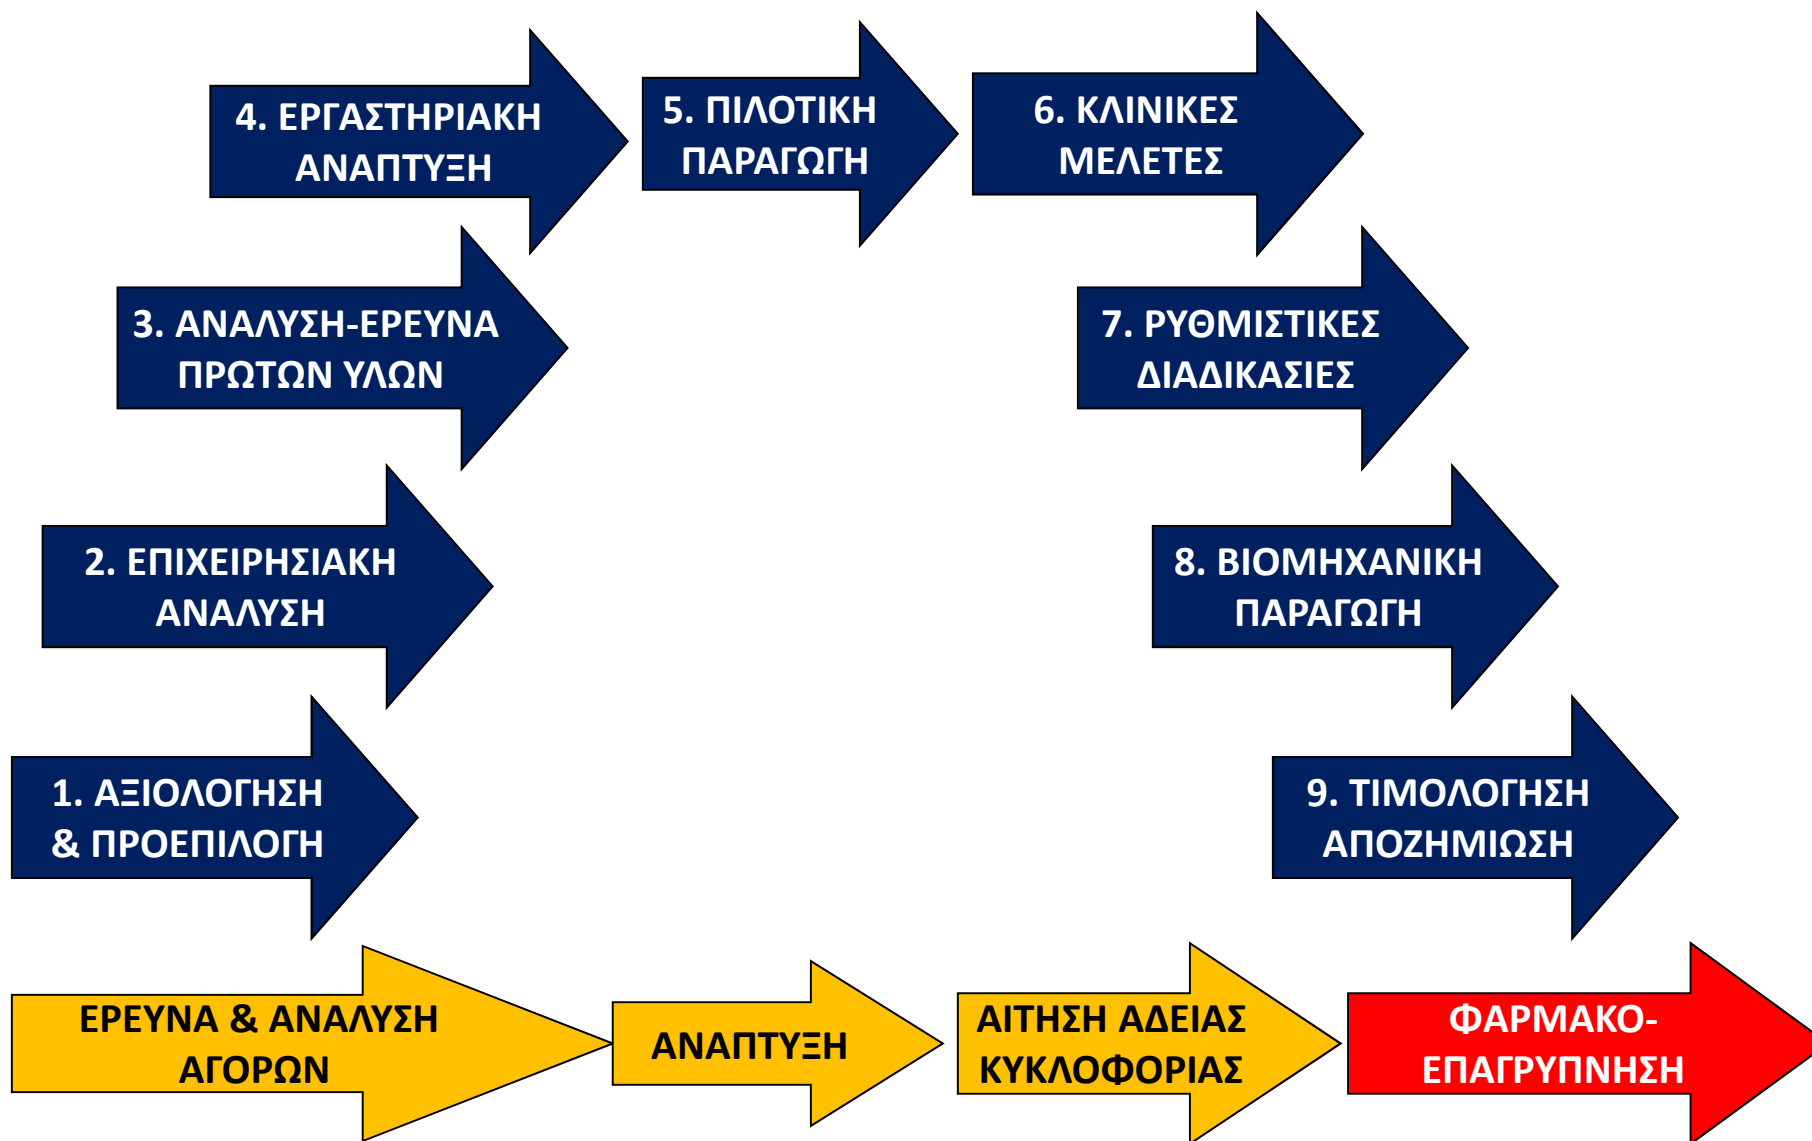 4. ΕΡΓΑΣΤΗΡΙΑΚΗ
ΑΝΑΠΤΥΞΗ
5. ΠΙΛΟΤΙΚΗ
ΠΑΡΑΓΩΓΗ
6. ΚΛΙΝΙΚΕΣ
ΜΕΛΕΤΕΣ
3. ΑΝΑΛΥΣΗ-ΕΡΕΥΝΑ
ΠΡΩΤΩΝ ΥΛΩΝ
7. ΡΥΘΜΙΣΤΙΚΕΣ
ΔΙΑΔΙΚΑΣΙΕΣ
2. ΕΠΙΧΕΙΡΗΣΙΑΚΗ
ΑΝΑΛΥΣΗ
8. ΒΙΟΜΗΧΑΝΙΚΗ
ΠΑΡΑΓΩΓΗ
1. ΑΞΙΟΛΟΓΗΣΗ
& ΠΡΟΕΠΙΛΟΓΗ
9. ΤΙΜΟΛΟΓΗΣΗ
ΑΠΟΖΗΜΙΩΣΗ
ΕΡΕΥΝΑ & ΑΝΑΛΥΣΗ
ΑΓΟΡΩΝ
ΑΝΑΠΤΥΞΗ
ΑΙΤΗΣΗ ΑΔΕΙΑΣ
ΚΥΚΛΟΦΟΡΙΑΣ
ΦΑΡΜΑΚΟ-
ΕΠΑΓΡΥΠΝΗΣΗ